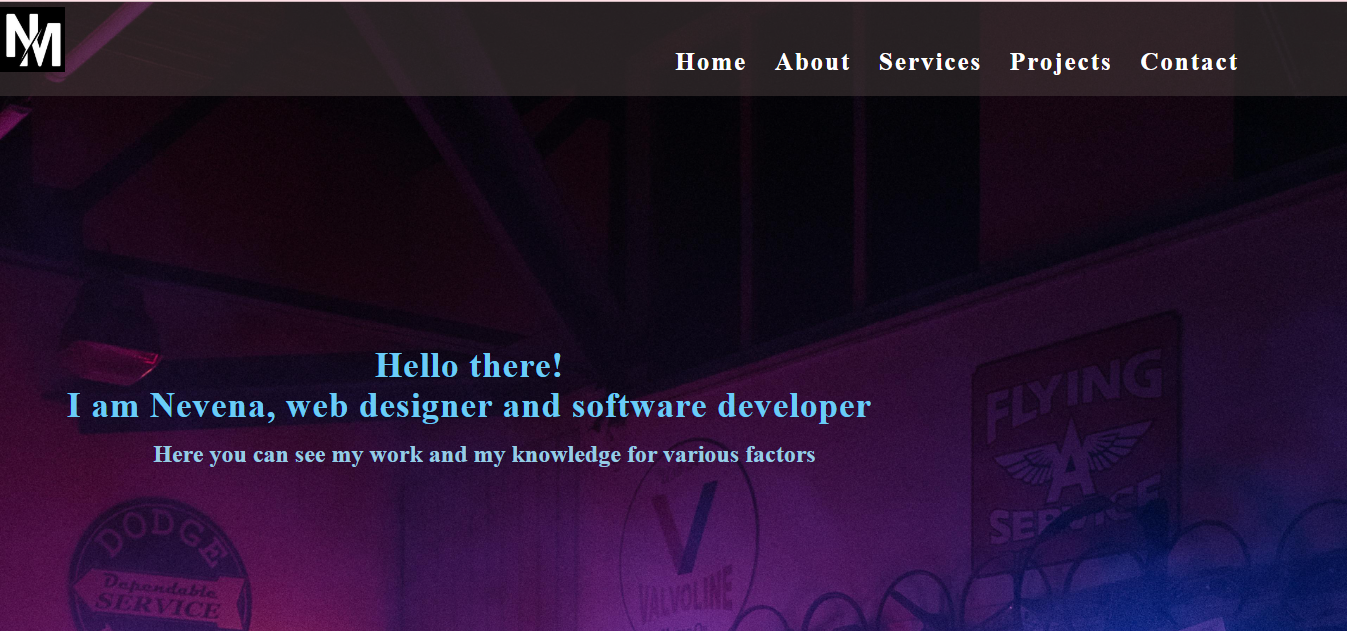 NM
Home About Services Projects Contact
Hello there!
I am Nevena, web designer and software developer
Here you can see my work and my knowledge for various factors
FLYING
A
SERVICE
DODGE
Dependable
SERVICE
V
VALVOLINE